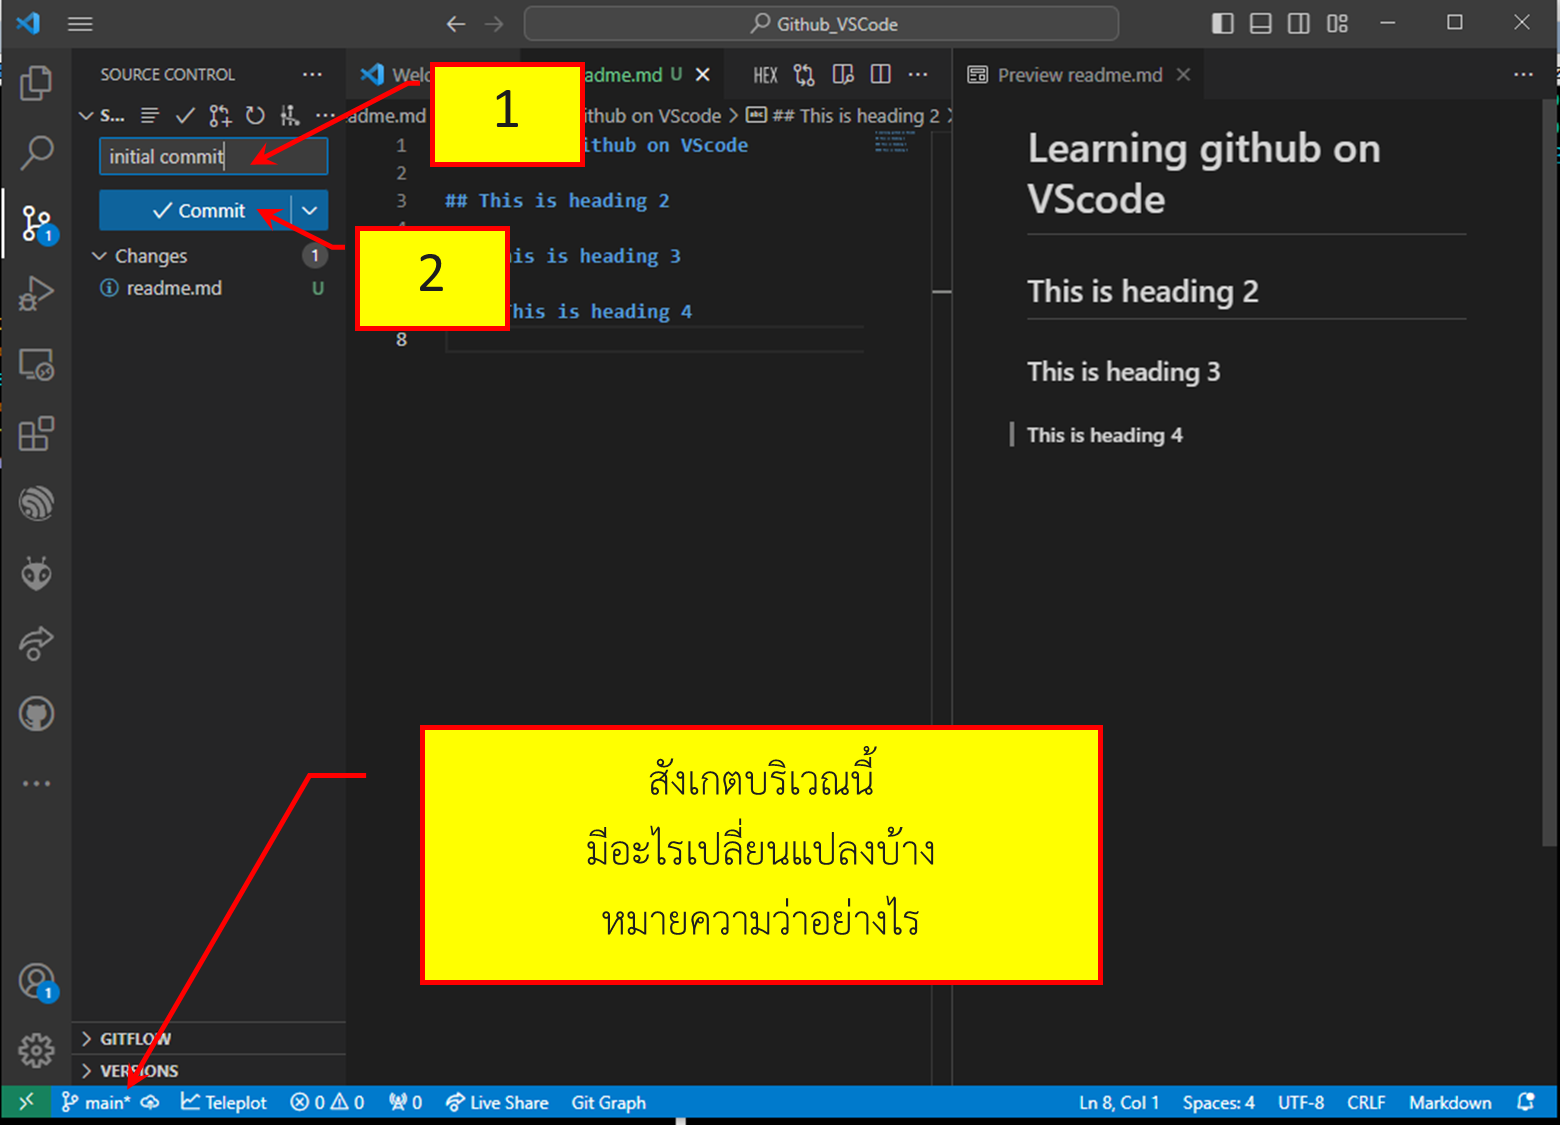 Github_VSCode
SOURCE CONTROL
Welc
adme.md U
HEX
Preview readme.md
S...
adme.md
ithub on VScode > ## This is heading 2
initial commit
Commit
Changes 1
readme.md U
1
2
1 ithub on VScode
2
3 ## This is heading 2
his is heading 3
This is heading 4
8
Learning github on
VScode
This is heading 2
This is heading 3
This is heading 4
สังเกตบริเวณนี้
มีอะไรเปลี่ยนแปลงบ้าง
หมายความว่าอย่างไร
1
1
GITFLOW
VERSIONS
main* Teleplot 0 0 0 Live Share Git Graph Ln 8, Col 1 Spaces: 4 UTF-8 CRLF Markdown